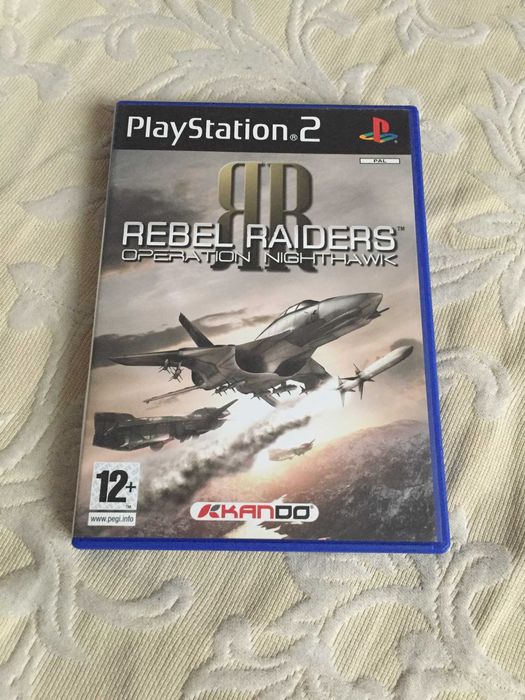 PlayStation®2
PAL
RR
REBEL RAIDERS™
OPERATION NIGHTHAWK
12+
www.pegi.info
KANDO